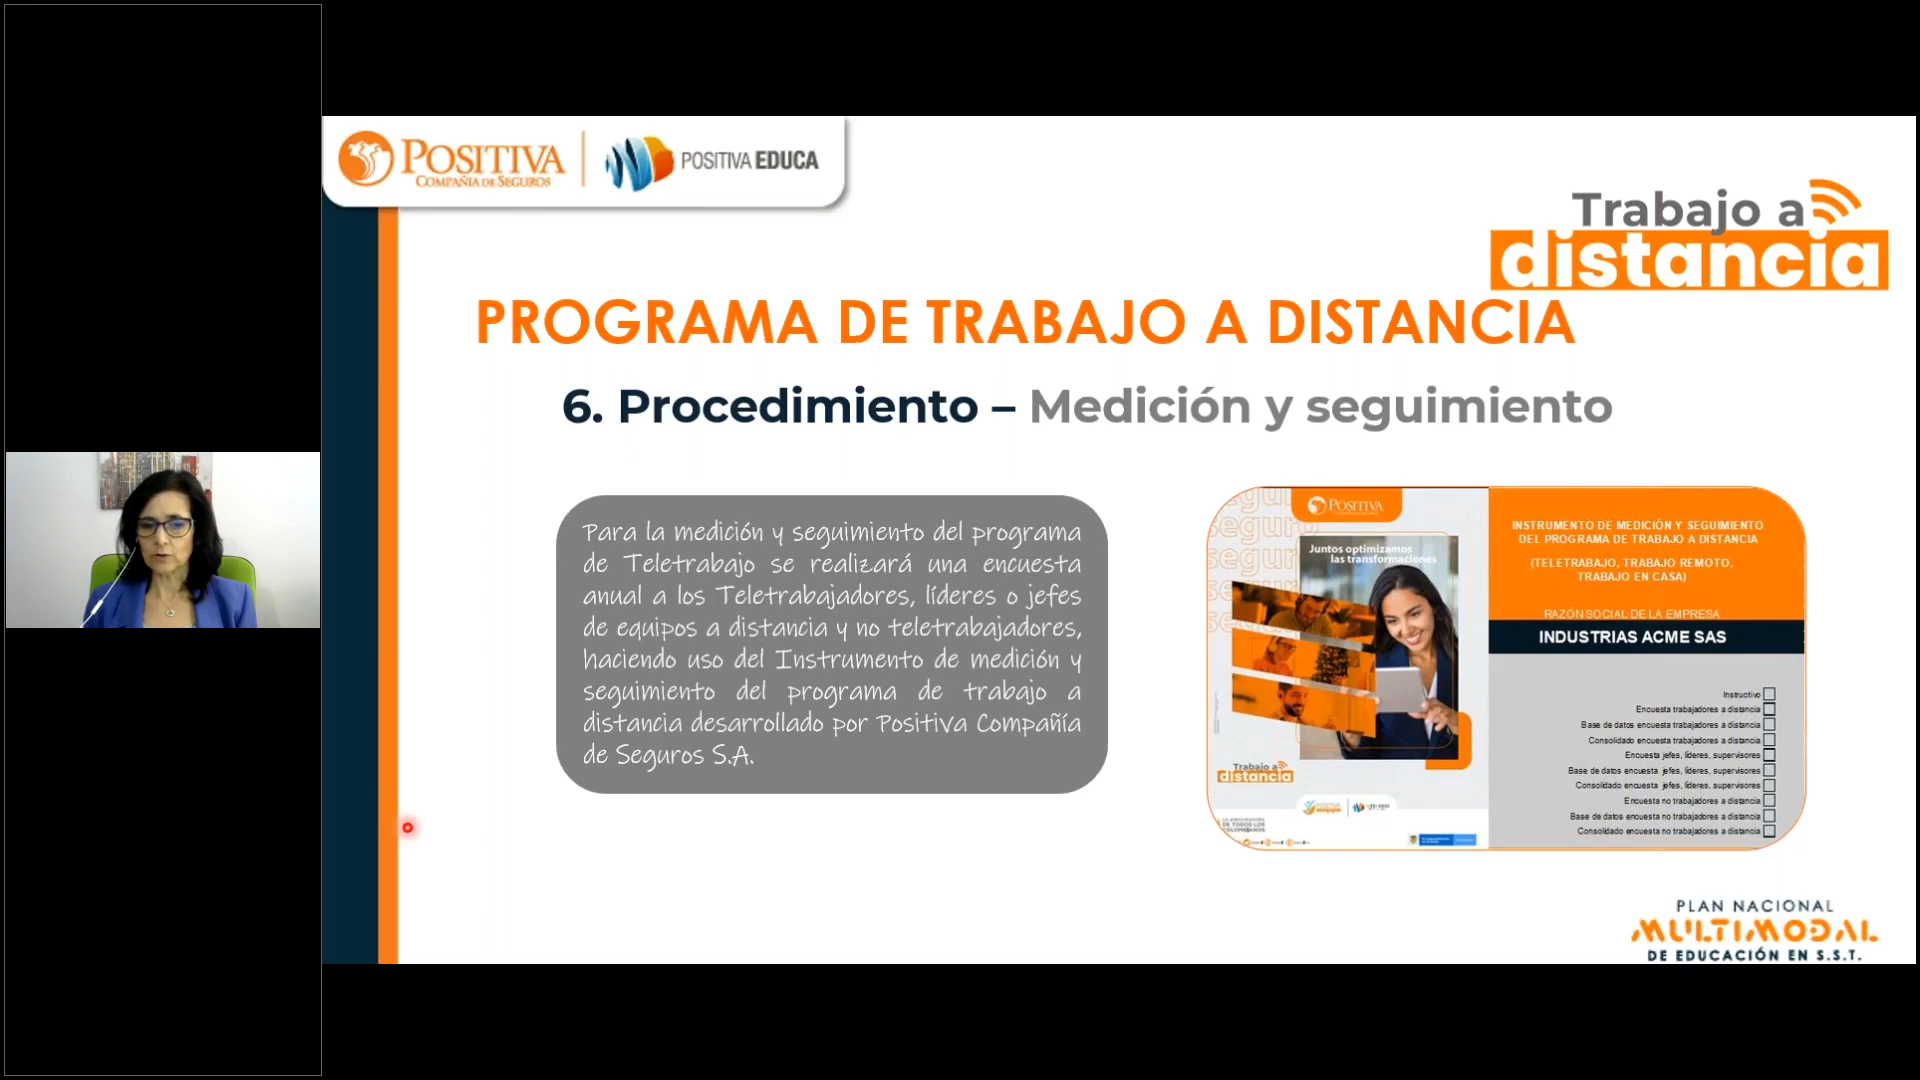 POSITIVA
COMPAÑÍA DE SEGUROS
POSITIVA EDUCA
Trabajo a
distancia
PROGRAMA DE TRABAJO A DISTANCIA
6. Procedimiento – Medición y seguimiento
Para la medición y seguimiento del programa
de Teletrabajo se realizará una encuesta
anual a los Teletrabajadores, líderes o jefes
de equipos a distancia y no teletrabajadores,
haciendo uso del Instrumento de medición y
seguimiento del programa de trabajo a
distancia desarrollado por Positiva Compañía
de Seguros S.A.
POSITIVA
Juntos optimizamos
las transformaciones
Trabajo a
distancia
INSTRUMENTO DE MEDICIÓN Y SEGUIMIENTO
DEL PROGRAMA DE TRABAJO A DISTANCIA
(TELETRABAJO, TRABAJO REMOTO,
TRABAJO EN CASA)
RAZÓN SOCIAL DE LA EMPRESA
INDUSTRIAS ACME SAS
Instructivo
Encuesta trabajadores a distancia
Base de datos encuesta trabajadores a distancia
Consolidado encuesta trabajadores a distancia
Encuesta jefes, líderes, supervisores
Base de datos encuesta jefes, líderes, supervisores
Consolidado encuesta jefes, líderes, supervisores
Encuesta no trabajadores a distancia
Base de datos encuesta no trabajadores a distancia
Consolidado encuesta no trabajadores a distancia
PLAN NACIONAL
MULTIMODAL
DE EDUCACIÓN EN S.S.T.